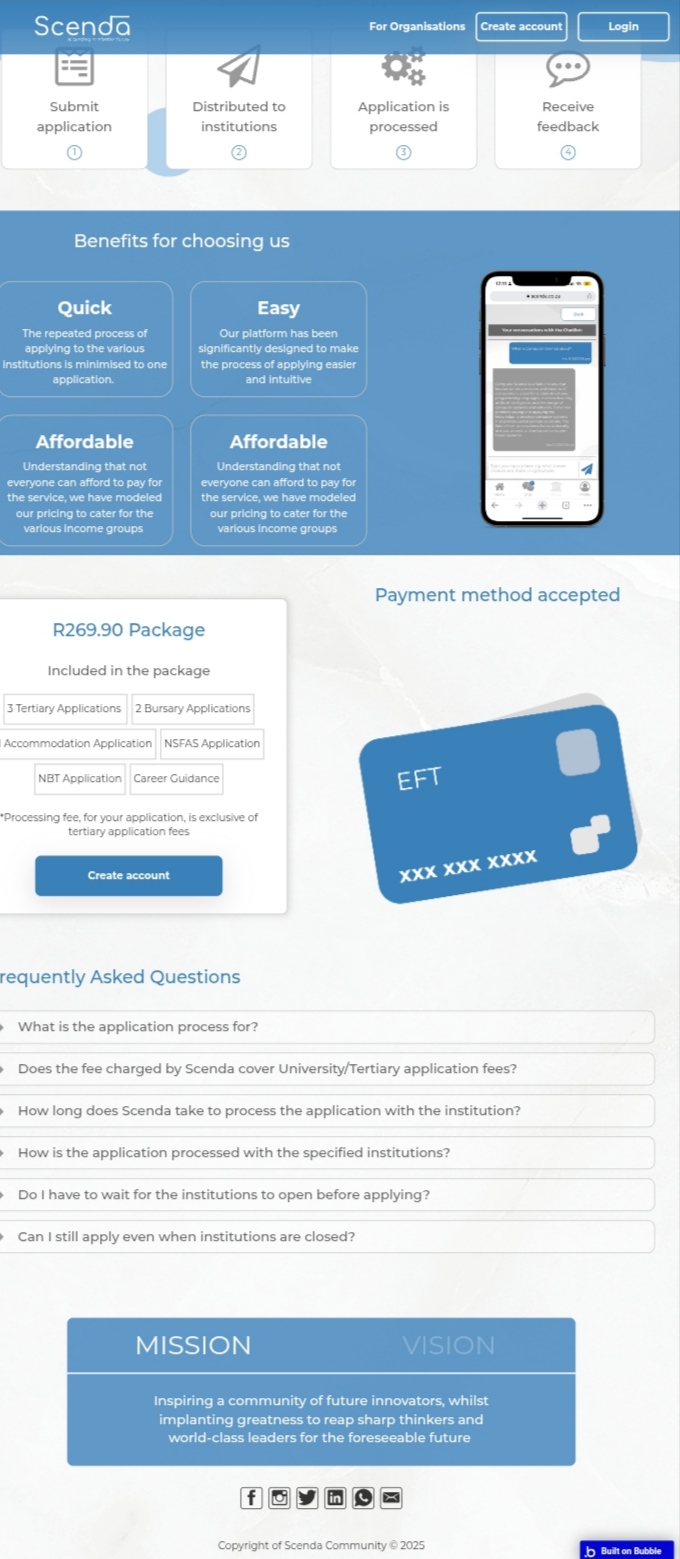 Scenda
For Organisations
Create account
Login
Submit
application
1
Distributed to
institutions
2
Application is
processed
3
Receive
feedback
4
Benefits for choosing us
Quick
The repeated process of
applying to the various
institutions is minimised to one
application.
Easy
Our platform has been
significantly designed to make
the process of applying easier
and intuitive
Affordable
Understanding that not
everyone can afford to pay for
the service, we have modeled
our pricing to cater for the
various income groups
Affordable
Understanding that not
everyone can afford to pay for
the service, we have modeled
our pricing to cater for the
various income groups
Your conversations with the ChatBot
R269.90 Package
Included in the package
3 Tertiary Applications
2 Bursary Applications
Accommodation Application
NSFAS Application
NBT Application
Career Guidance
*Processing fee, for your application, is exclusive of
tertiary application fees
Create account
Payment method accepted
EFT
XXX XXX XXXX
requently Asked Questions
What is the application process for?
Does the fee charged by Scenda cover University/Tertiary application fees?
How long does Scenda take to process the application with the institution?
How is the application processed with the specified institutions?
Do I have to wait for the institutions to open before applying?
Can I still apply even when institutions are closed?
MISSION
VISION
Inspiring a community of future innovators, whilst
implanting greatness to reap sharp thinkers and
world-class leaders for the foreseeable future
Copyright of Scenda Community © 2025
Built on Bubble